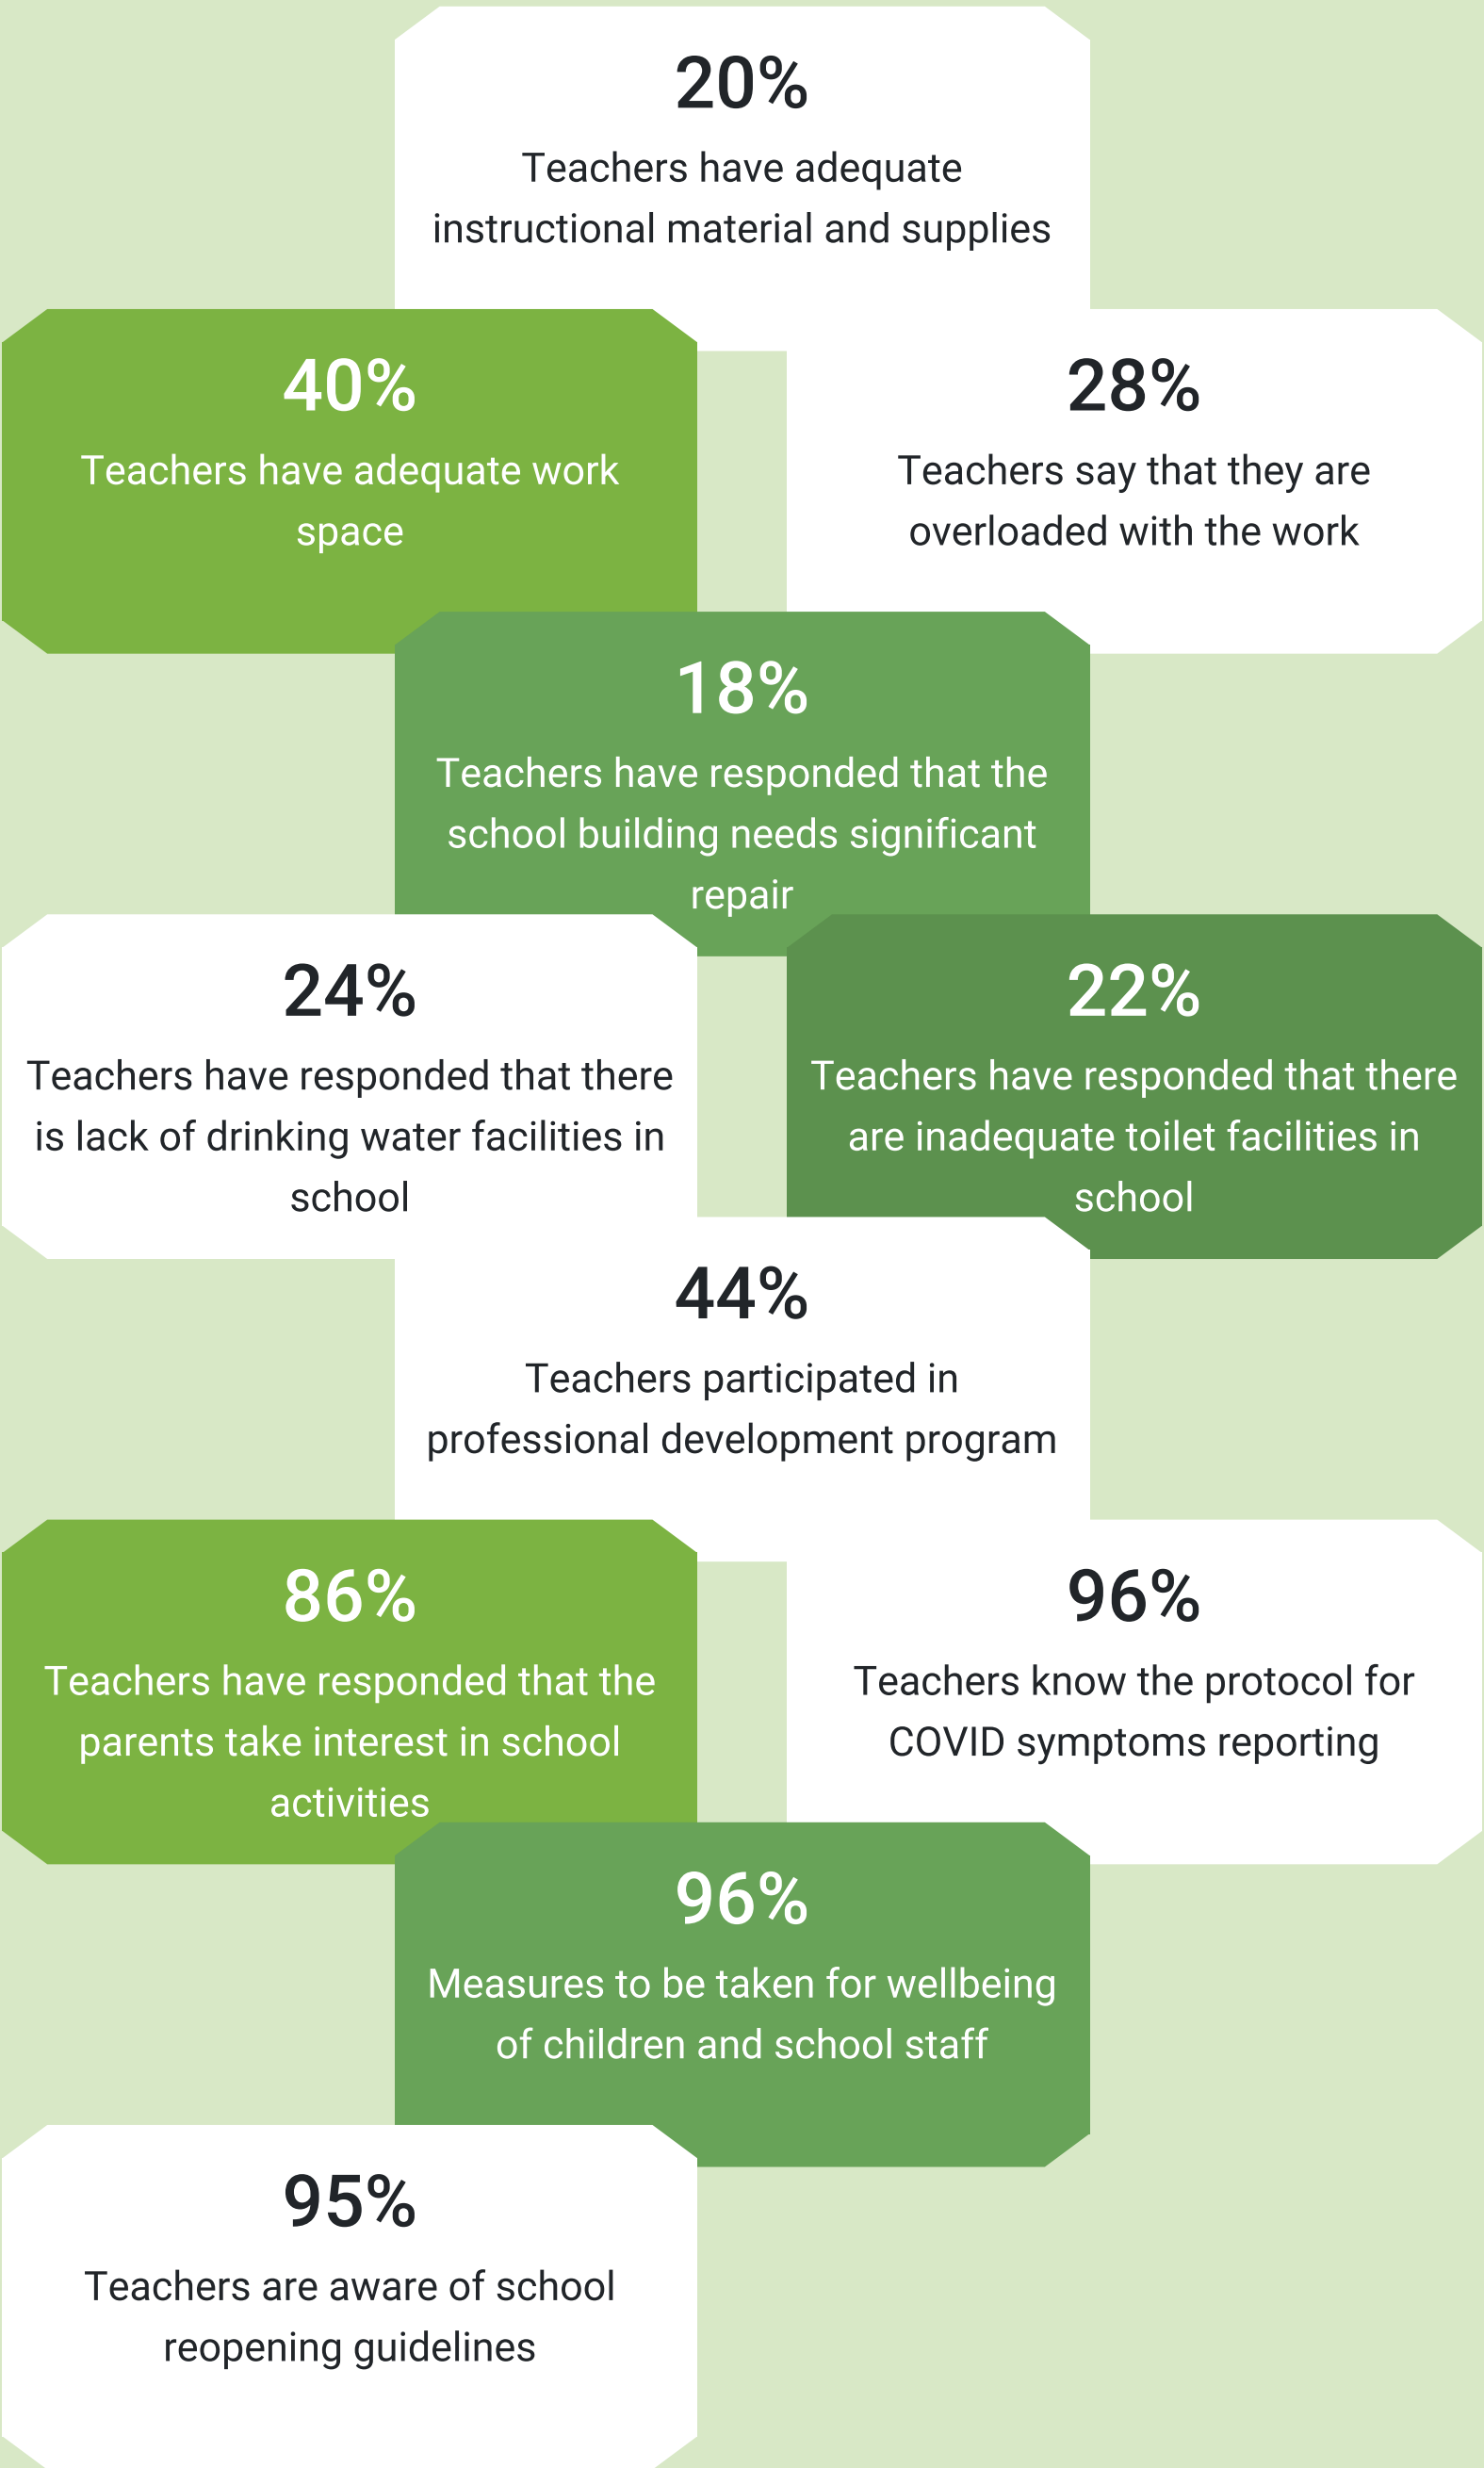 20%
Teachers have adequate
instructional material and supplies
40%
Teachers have adequate work
space
28%
Teachers say that they are
overloaded with the work
18%
Teachers have responded that the
school building needs significant
repair
24%
Teachers have responded that there
is lack of drinking water facilities in
school
22%
Teachers have responded that there
are inadequate toilet facilities in
school
44%
Teachers participated in
professional development program
86%
Teachers have responded that the
parents take interest in school
activities
96%
Teachers know the protocol for
COVID symptoms reporting
96%
Measures to be taken for wellbeing
of children and school staff
95%
Teachers are aware of school
reopening guidelines